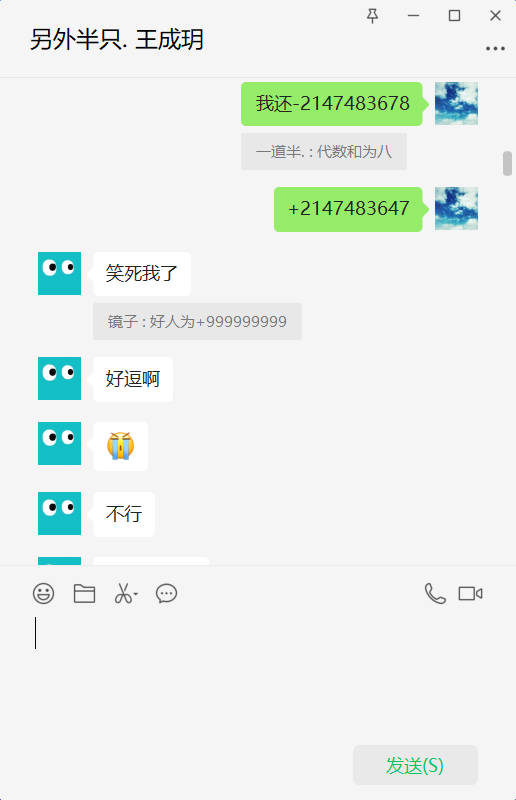 另外半只. 王成玥
我还-2147483678
一道半. : 代数和为八
+2147483647
笑死我了
镜子 : 好人为+999999999
好逗啊
不行
发送(S)